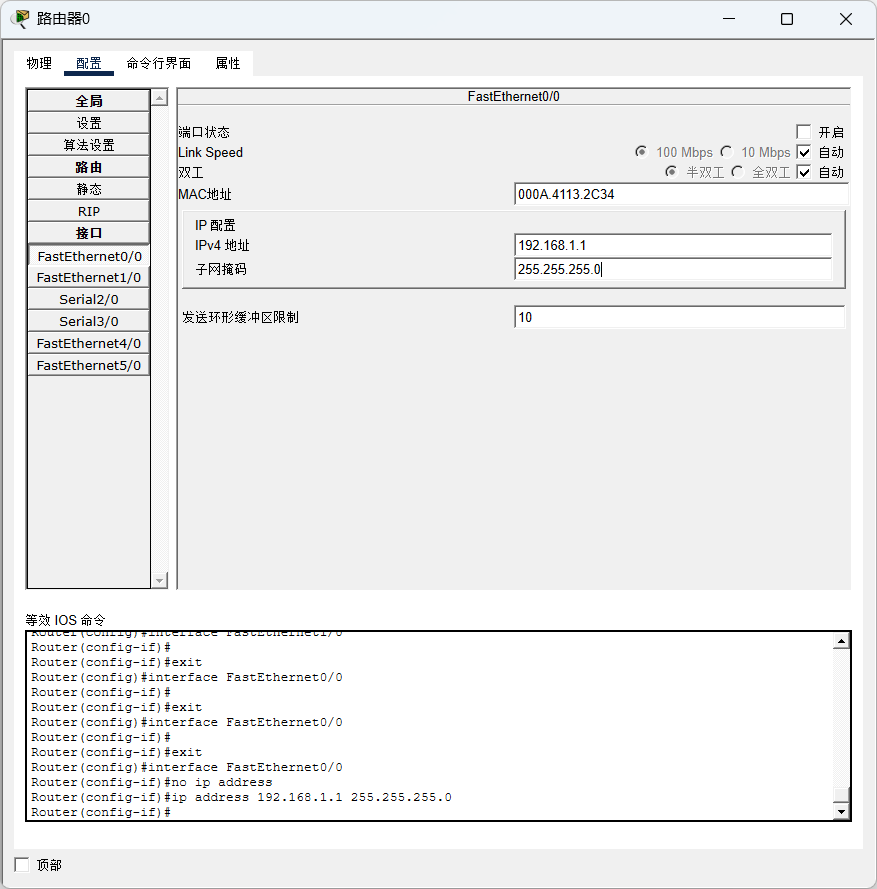 路由器0
物理 配置 命令行界面 属性
全局
设置
算法设置
路由
静态
RIP
接口
FastEthernet0/0
FastEthernet1/0
Serial2/0
Serial3/0
FastEthernet4/0
FastEthernet5/0
FastEthernet0/0
端口状态 开启
Link Speed 100 Mbps 10 Mbps 自动
双工 半双工 全双工 自动
MAC地址 000A.4113.2C34
IP 配置
IPv4 地址 192.168.1.1
子网掩码 255.255.255.0
发送环形缓冲区限制 10
等效 IOS 命令
Router(config)#interface FastEthernet1/0
Router(config-if)#
Router(config-if)#exit
Router(config)#interface FastEthernet0/0
Router(config-if)#
Router(config-if)#exit
Router(config)#interface FastEthernet0/0
Router(config-if)#
Router(config-if)#exit
Router(config)#interface FastEthernet0/0
Router(config-if)#no ip address
Router(config-if)#ip address 192.168.1.1 255.255.255.0
Router(config-if)#
顶部